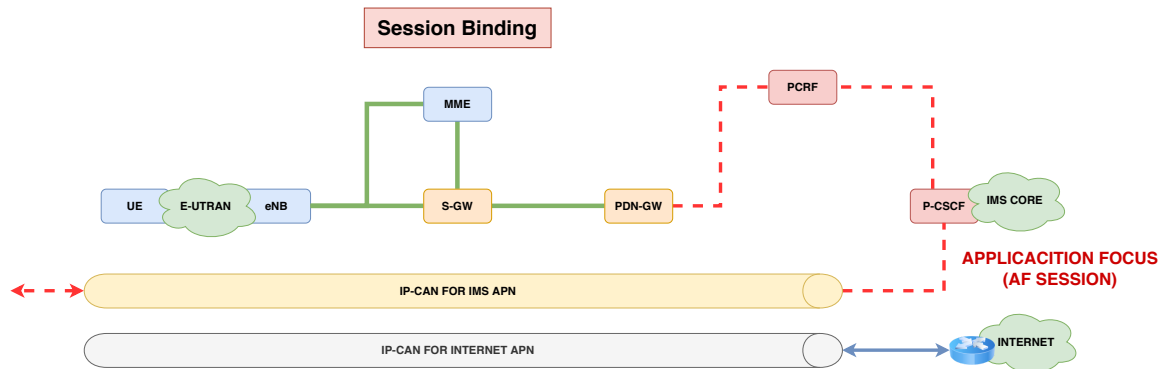 Session Binding
MME
PCRF
UE
E-UTRAN
eNB
S-GW
PDN-GW
P-CSCF
IMS CORE
APPLICACITION FOCUS
(AF SESSION)
IP-CAN FOR IMS APN
IP-CAN FOR INTERNET APN
INTERNET